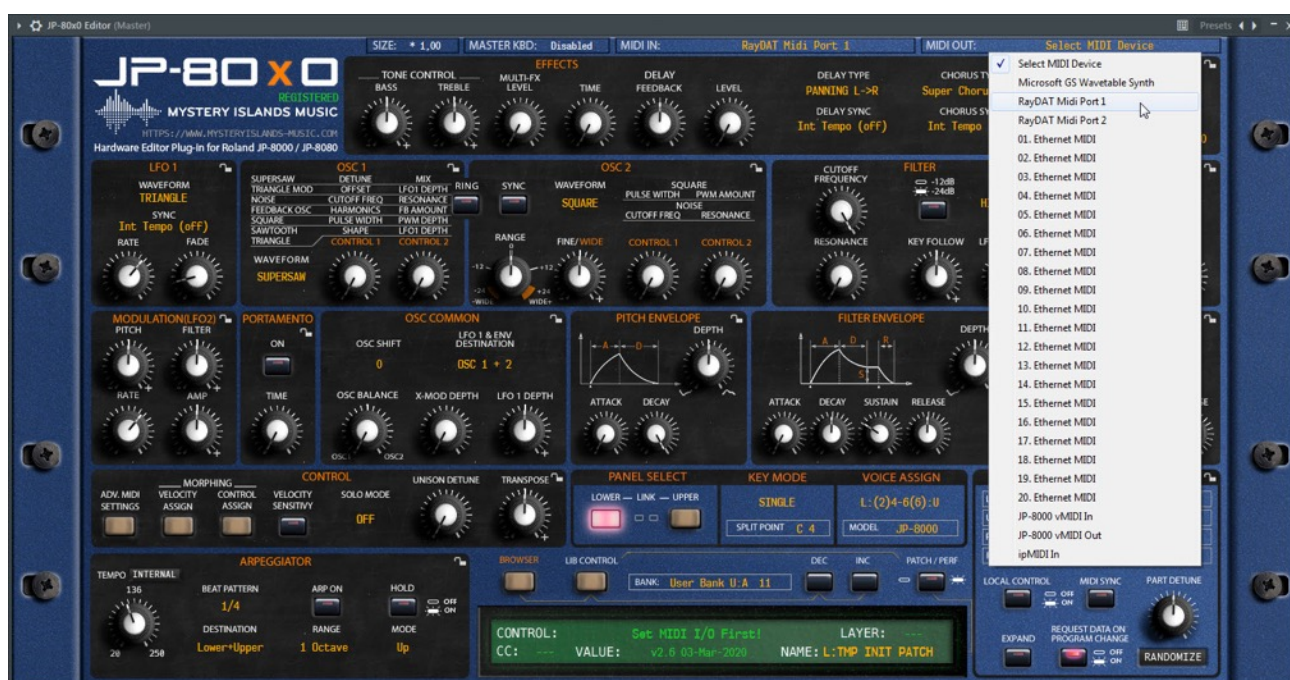 JP-80x0 Editor (Master)
Presets
SIZE: * 1,00
MASTER KBD: Disabled
MIDI IN: RayDAT Midi Port 1
MIDI OUT: Select MIDI Device
JP-80X0
REGISTERED
MYSTERY ISLANDS MUSIC
HTTPS://WWW.MYSTERYISLANDS-MUSIC.COM
Hardware Editor Plug-in for Roland JP-8000 / JP-8080
EFFECTS
TONE CONTROL
BASS TREBLE
MULTI-FX LEVEL
DELAY
TIME FEEDBACK LEVEL
DELAY TYPE
PANNING L->R
DELAY SYNC
Int Tempo (off)
CHORUS
Super Choru
CHORUS
Int Tempo
LFO 1
WAVEFORM
TRIANGLE
SYNC
Int Tempo (off)
RATE FADE
OSC 1
SUPERSAW DETUNE MIX
TRIANGLE MOD OFFSET LFO1 DEPTH
NOISE CUTOFF FREQ RESONANCE
FEEDBACK OSC HARMONICS FB AMOUNT
SQUARE PULSE WIDTH PWM DEPTH
SAWTOOTH SHAPE LFO1 DEPTH
TRIANGLE CONTROL 1 CONTROL 2
WAVEFORM
SUPERSAW
OSC 2
RING SYNC
WAVEFORM
SQUARE
SQUARE
PULSE WITDH PWM AMOUNT
NOISE
CUTOFF FREQ RESONANCE
RANGE FINE/WIDE CONTROL 1 CONTROL 2
0
-12 +12
-24 +24
-WIDE WIDE+
FILTER
CUTOFF FREQUENCY
-12dB
-24dB
RESONANCE KEY FOLLOW
MODULATION(LFO2)
PITCH FILTER
RATE AMP
PORTAMENTO
ON
TIME
OSC COMMON
OSC SHIFT
0
LFO 1 & ENV DESTINATION
OSC 1 + 2
OSC BALANCE X-MOD DEPTH LFO 1 DEPTH
OSC1 OSC2
PITCH ENVELOPE
DEPTH
A D
ATTACK DECAY
FILTER ENVELOPE
DEPTH
A D R
S
ATTACK DECAY SUSTAIN RELEASE
CONTROL
MORPHING
ADV. MIDI SETTINGS
VELOCITY ASSIGN
CONTROL ASSIGN
VELOCITY SENSITIVY
SOLO MODE
OFF
UNISON DETUNE
TRANSPOSE
PANEL SELECT
LOWER — LINK — UPPER
KEY MODE
SINGLE
SPLIT POINT C 4
VOICE ASSIGN
L:(2)4-6(6):U
MODEL JP-8000
ARPEGGIATOR
TEMPO INTERNAL
136
20 250
BEAT PATTERN
1/4
DESTINATION
Lower+Upper
ARP ON
RANGE
1 Octave
HOLD
OFF
ON
MODE
Up
BROWSER
LIB CONTROL
BANK: User Bank U:A 11
DEC INC
PATCH / PERF
CONTROL: Set MIDI I/O First! LAYER: ---
CC: --- VALUE: v2.6 03-Mar-2020 NAME: L:TMP INIT PATCH
Select MIDI Device
Microsoft GS Wavetable Synth
RayDAT Midi Port 1
RayDAT Midi Port 2
01. Ethernet MIDI
02. Ethernet MIDI
03. Ethernet MIDI
04. Ethernet MIDI
05. Ethernet MIDI
06. Ethernet MIDI
07. Ethernet MIDI
08. Ethernet MIDI
09. Ethernet MIDI
10. Ethernet MIDI
11. Ethernet MIDI
12. Ethernet MIDI
13. Ethernet MIDI
14. Ethernet MIDI
15. Ethernet MIDI
16. Ethernet MIDI
17. Ethernet MIDI
18. Ethernet MIDI
19. Ethernet MIDI
20. Ethernet MIDI
JP-8000 vMIDI In
JP-8000 vMIDI Out
ipMIDI In
LOCAL CONTROL
OFF
ON
MIDI SYNC
PART DETUNE
EXPAND
REQUEST DATA ON PROGRAM CHANGE
OFF
ON
RANDOMIZE